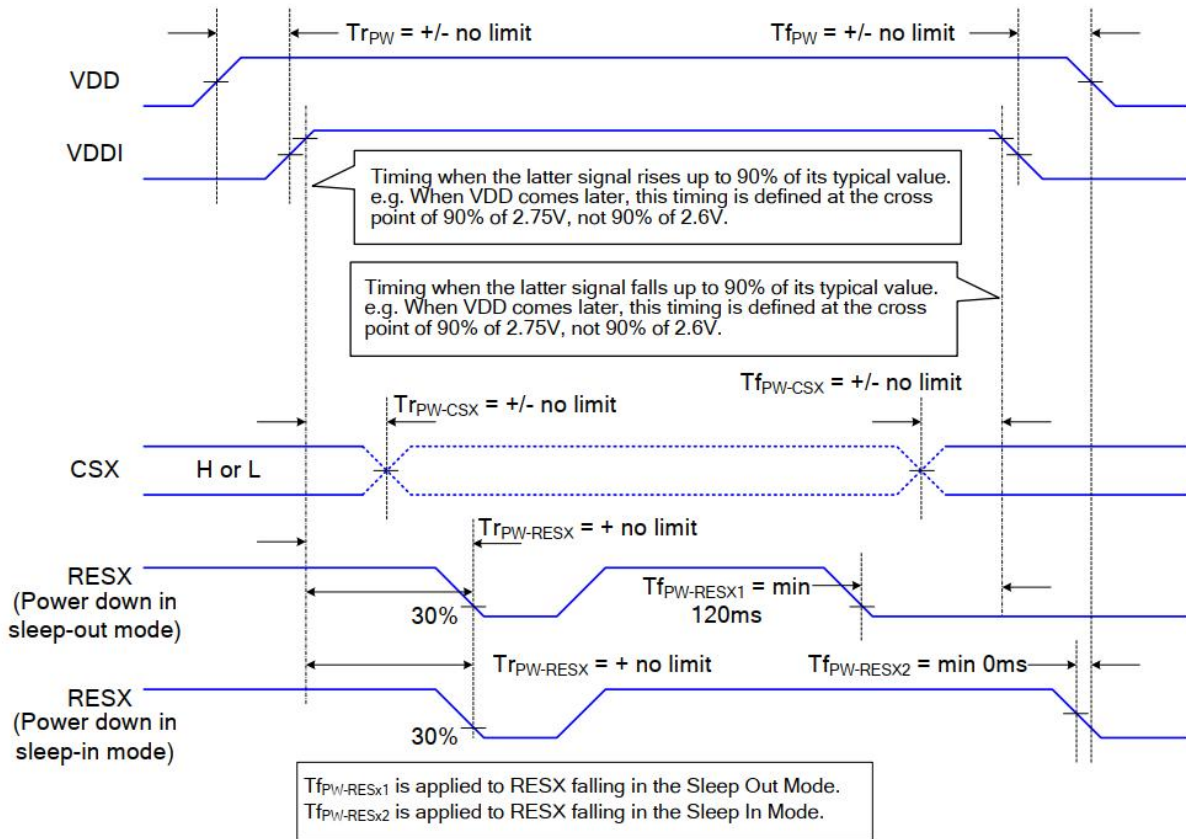 TrPW = +/- no limit
TfPW = +/- no limit
VDD
VDDI
Timing when the latter signal rises up to 90% of its typical value.
e.g. When VDD comes later, this timing is defined at the cross
point of 90% of 2.75V, not 90% of 2.6V.
Timing when the latter signal falls up to 90% of its typical value.
e.g. When VDD comes later, this timing is defined at the cross
point of 90% of 2.75V, not 90% of 2.6V.
TrPW-CSX = +/- no limit
TfPW-CSX = +/- no limit
CSX
H or L
TrPW-RESX = + no limit
RESX
(Power down in
sleep-out mode)
30%
TfPW-RESX1 = min
120ms
TrPW-RESX = + no limit
TfPW-RESX2 = min 0ms
RESX
(Power down in
sleep-in mode)
30%
TfPW-RESx1 is applied to RESX falling in the Sleep Out Mode.
TfPW-RESx2 is applied to RESX falling in the Sleep In Mode.